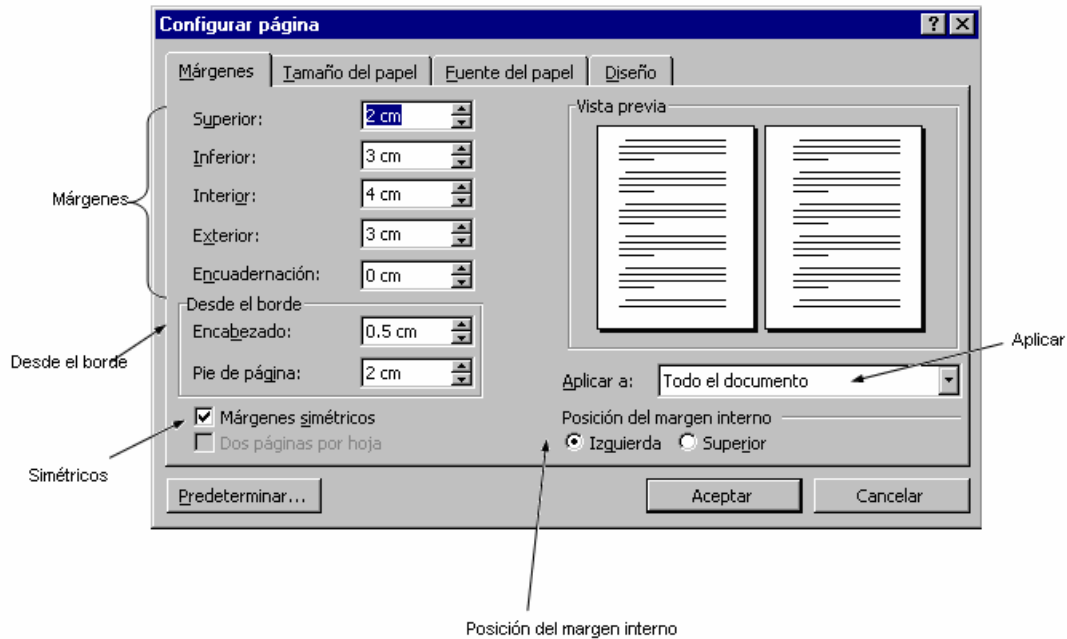 Configurar página
Márgenes Tamaño del papel Fuente del papel Diseño
Superior: 2 cm
Inferior: 3 cm
Interior: 4 cm
Exterior: 3 cm
Encuadernación: 0 cm
Desde el borde
Encabezado: 0.5 cm
Pie de página: 2 cm
Márgenes simétricos
Dos páginas por hoja
Vista previa
Aplicar a: Todo el documento
Posición del margen interno
Izquierda Superior
Predeterminar... Aceptar Cancelar
Márgenes
Desde el borde
Simétricos
Aplicar
Posición del margen interno